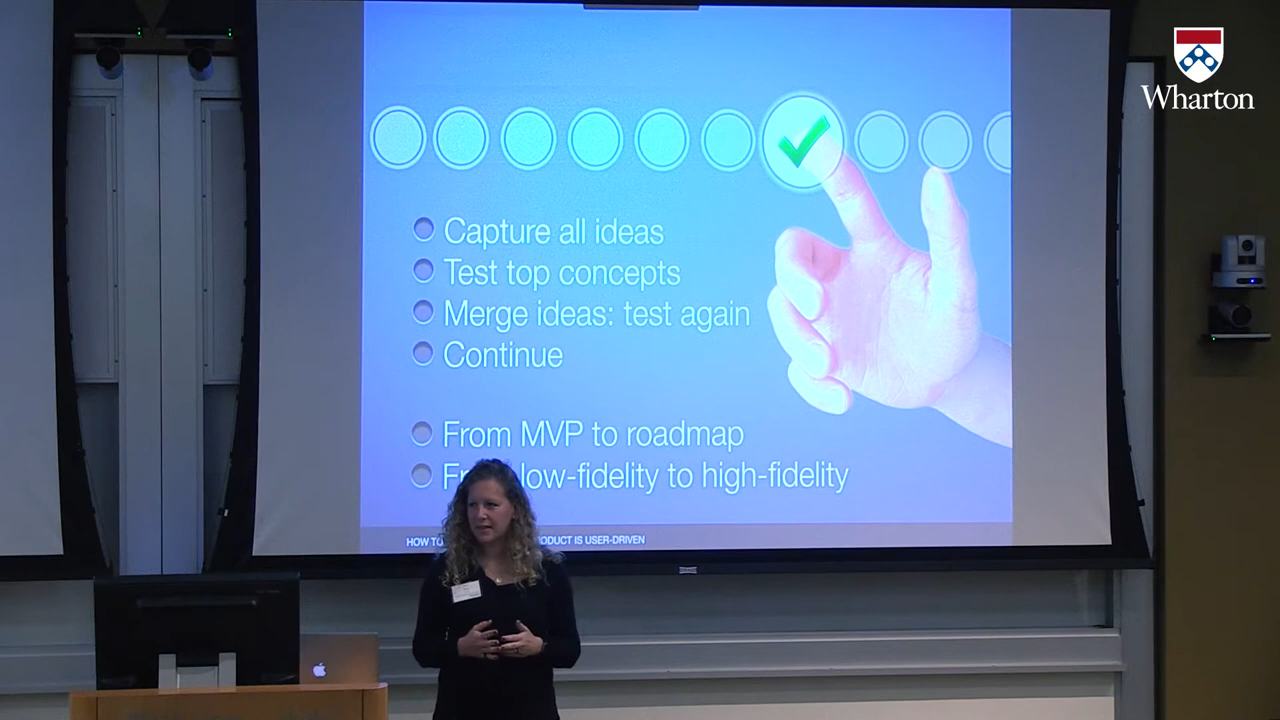 Wharton
Capture all ideas
Test top concepts
Merge ideas: test again
Continue
From MVP to roadmap
low-fidelity to high-fidelity
HOW TO
ODUCT IS USER-DRIVEN